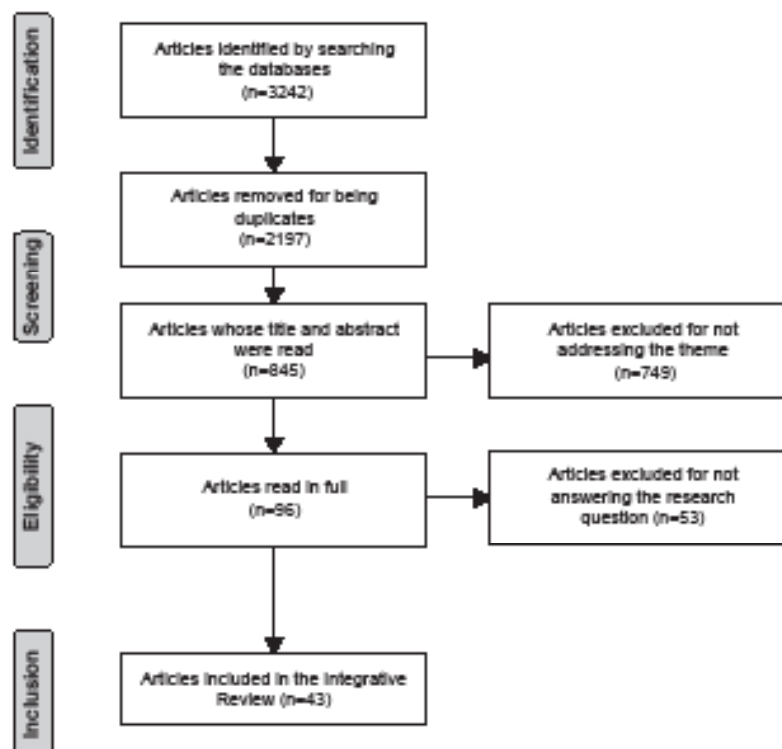 Identification
Articles identified by searching
the databases
(n=3242)
Articles removed for being
duplicates
(n=2197)
Screening
Articles whose title and abstract
were read
(n=845)
Articles excluded for not
addressing the theme
(n=749)
Eligibility
Articles read in full
(n=96)
Articles excluded for not
answering the research
question (n=53)
Inclusion
Articles included in the Integrative
Review (n=43)